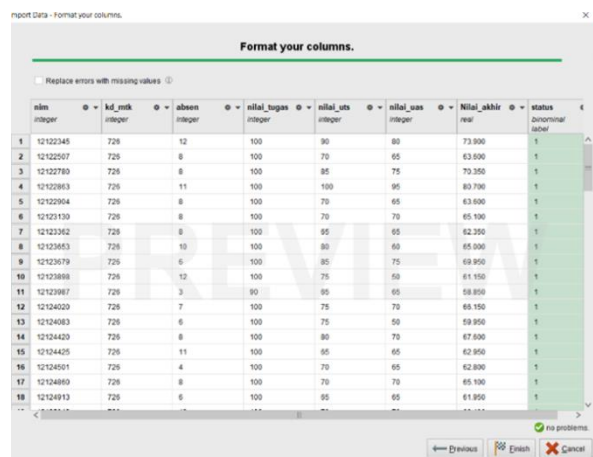 mport Data - Format your columns.
Format your columns.
Replace errors with missing values
nim kd_mtk absen nilai_tugas nilai_uts nilai_uas Nilai_akhir status
integer integer integer integer integer integer real binominal
label
1 12122345 726 12 100 90 80 73.900 1
2 12122507 726 8 100 70 65 63.600 1
3 12122780 726 8 100 85 75 70.350 1
4 12122863 726 11 100 100 95 80.700 1
5 12122904 726 8 100 70 65 63.600 1
6 12123130 726 8 100 70 70 65.100 1
7 12123362 726 8 100 65 65 62.350 1
8 12123653 726 10 100 80 60 65.000 1
9 12123679 726 6 100 85 75 69.950 1
10 12123898 726 12 100 75 50 61.150 1
11 12123987 726 3 90 65 65 58.850 1
12 12124020 726 7 100 75 70 66.150 1
13 12124083 726 6 100 75 50 59.950 1
14 12124420 726 8 100 80 70 67.600 1
15 12124425 726 11 100 65 65 62.950 1
16 12124501 726 4 100 70 65 62.800 1
17 12124860 726 8 100 70 70 65.100 1
18 12124913 726 6 100 65 65 61.950 1
PREVIEW
no problems.
Previous Finish Cancel